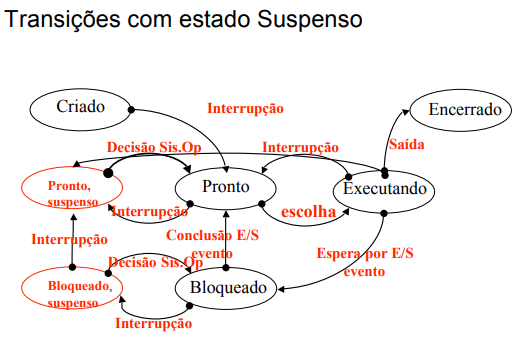 Transições com estado Suspenso
Criado
Interrupção
Encerrado
Decisão Sis.Op
Interrupção
Saída
Pronto,
suspenso
Pronto
Executando
Interrupção
escolha
Interrupção
Conclusão E/S
evento
Espera por E/S
evento
Decisão Sis.Op
Bloqueado,
suspenso
Bloqueado
Interrupção